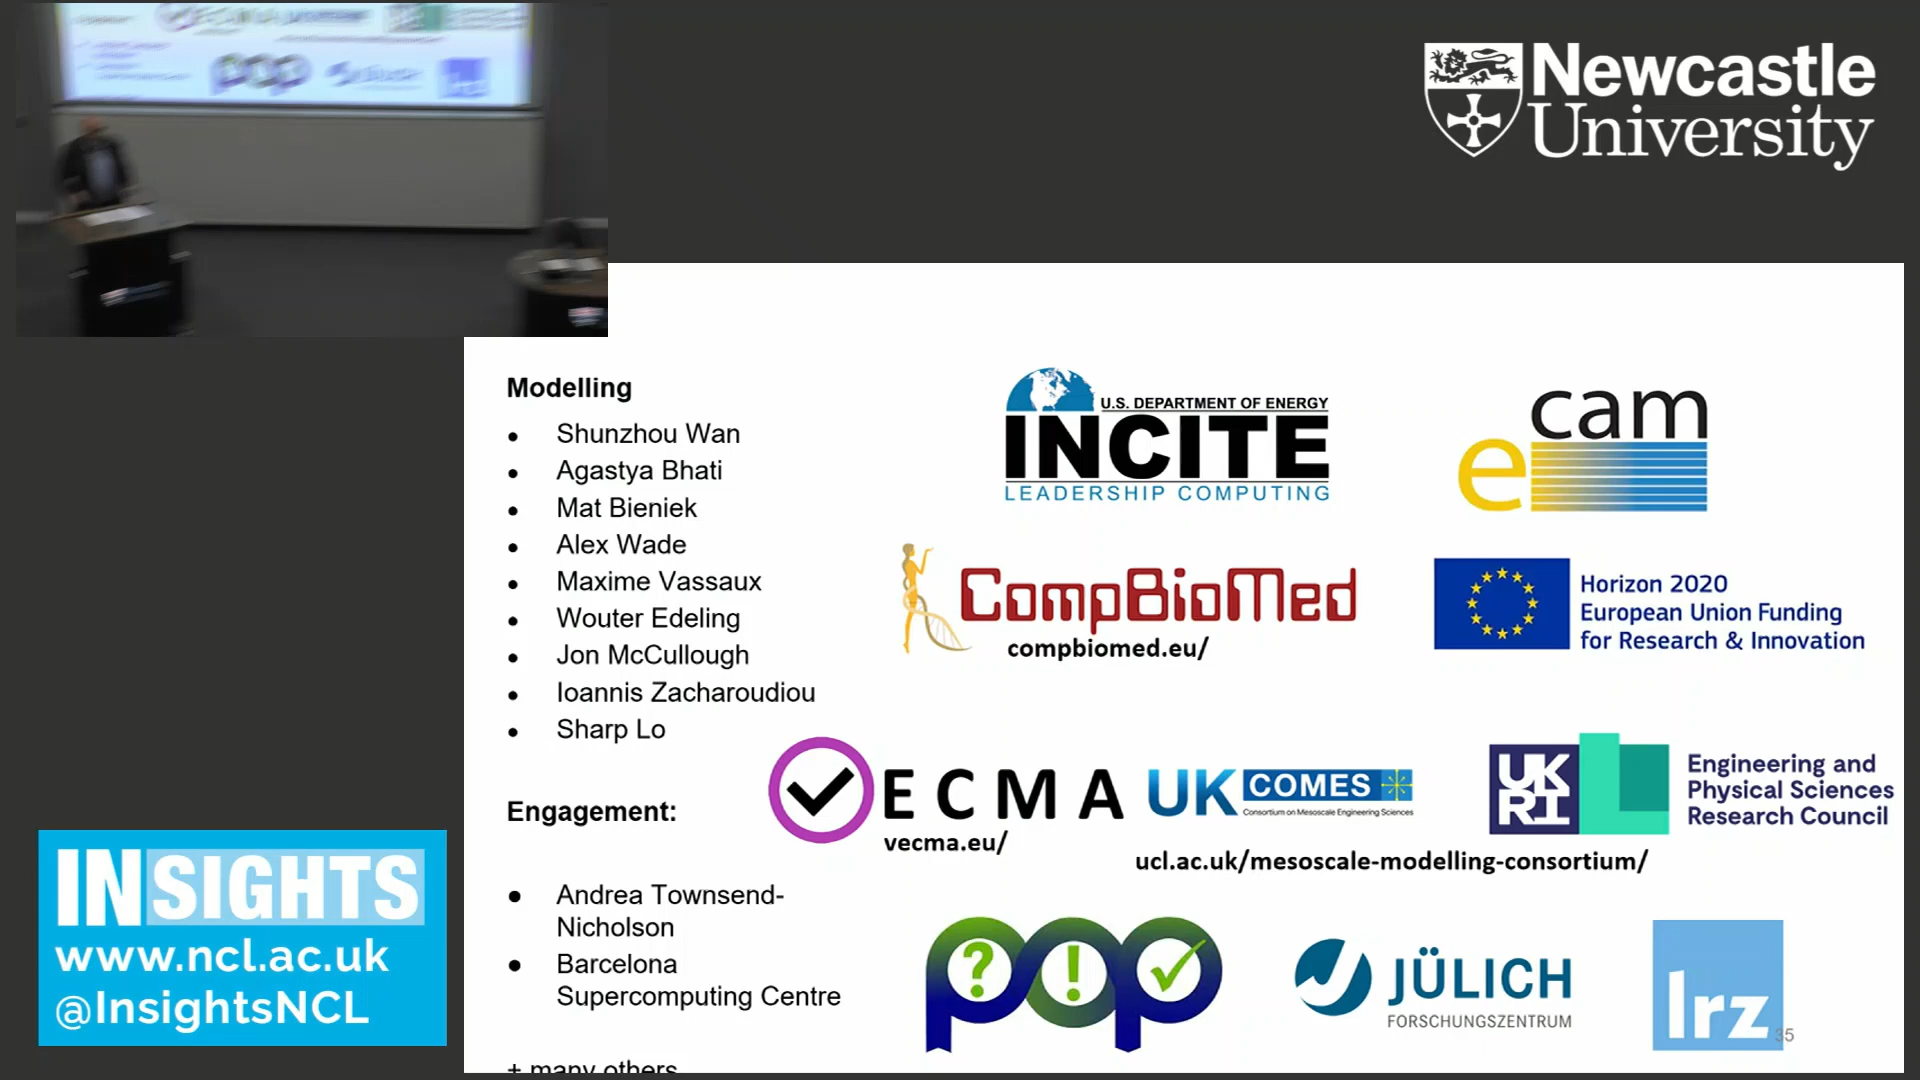 Newcastle
University
Modelling
Shunzhou Wan
Agastya Bhati
Mat Bieniek
Alex Wade
Maxime Vassaux
Wouter Edeling
Jon McCullough
Ioannis Zacharoudiou
Sharp Lo
Engagement:
Andrea Townsend-
Nicholson
Barcelona
Supercomputing Centre
+ many others
U.S. DEPARTMENT OF ENERGY
INCITE
LEADERSHIP COMPUTING
ecam
CompBioMed
compbiomed.eu/
Horizon 2020
European Union Funding
for Research & Innovation
ECMA
vecma.eu/
UK COMES
Consortium on Mesoscale Engineering Sciences
ucl.ac.uk/mesoscale-modelling-consortium/
UK
RI
Engineering and
Physical Sciences
Research Council
pop
JÜLICH
FORSCHUNGSZENTRUM
lrz
35
INSIGHTS
www.ncl.ac.uk
@InsightsNCL